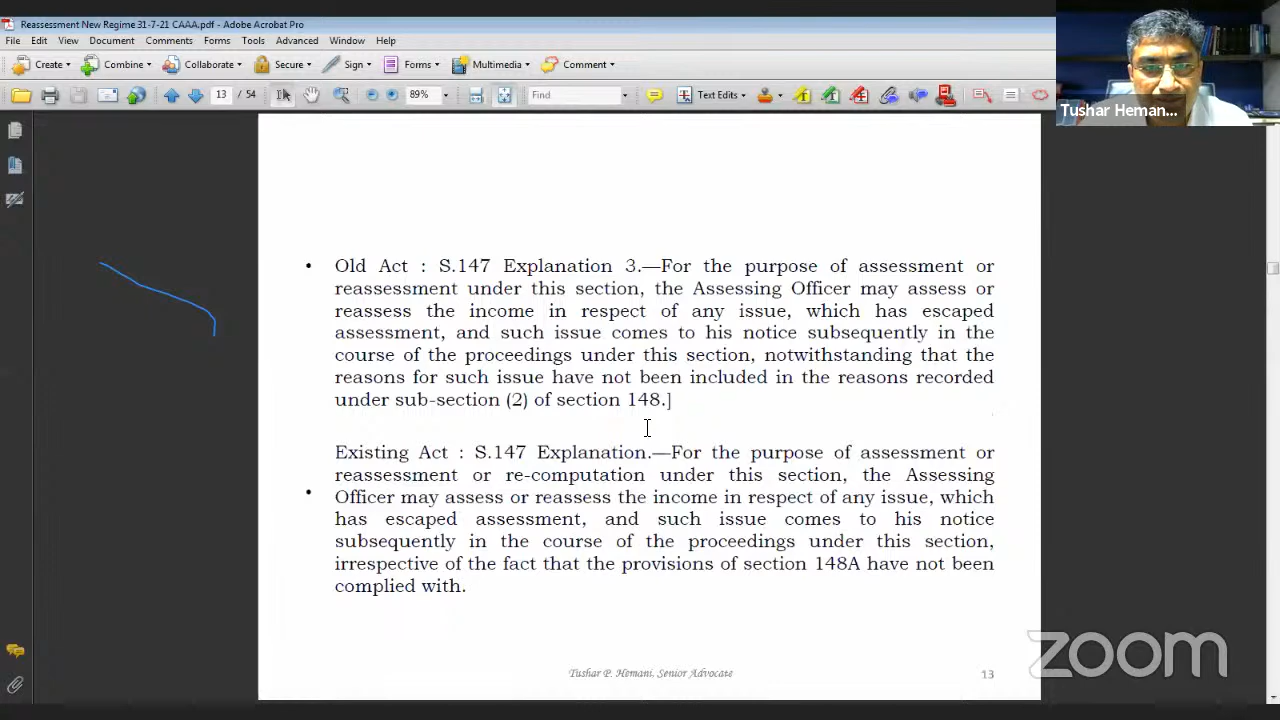 Reassessment New Regime 31-7-21 CAAA.pdf - Adobe Acrobat Pro
File Edit View Document Comments Forms Tools Advanced Window Help
Create Combine Collaborate Secure Sign Forms Multimedia Comment
13 / 54 89% Find Text Edits
Tushar Heman...
• Old Act : S.147 Explanation 3.—For the purpose of assessment or
reassessment under this section, the Assessing Officer may assess or
reassess the income in respect of any issue, which has escaped
assessment, and such issue comes to his notice subsequently in the
course of the proceedings under this section, notwithstanding that the
reasons for such issue have not been included in the reasons recorded
under sub-section (2) of section 148.]
Existing Act : S.147 Explanation.—For the purpose of assessment or
reassessment or re-computation under this section, the Assessing
• Officer may assess or reassess the income in respect of any issue, which
has escaped assessment, and such issue comes to his notice
subsequently in the course of the proceedings under this section,
irrespective of the fact that the provisions of section 148A have not been
complied with.
zoom
Tushar P. Hemani, Senior Advocate 13